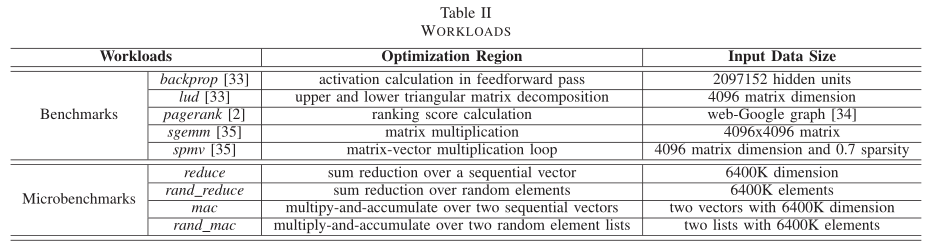 Table II
WORKLOADS
Workloads Optimization Region Input Data Size
Benchmarks
backprop [33] activation calculation in feedforward pass 2097152 hidden units
lud [33] upper and lower triangular matrix decomposition 4096 matrix dimension
pagerank [2] ranking score calculation web-Google graph [34]
sgemm [35] matrix multiplication 4096x4096 matrix
spmv [35] matrix-vector multiplication loop 4096 matrix dimension and 0.7 sparsity
Microbenchmarks
reduce sum reduction over a sequential vector 6400K dimension
rand_reduce sum reduction over random elements 6400K elements
mac multipy-and-accumulate over two sequential vectors two vectors with 6400K dimension
rand_mac multiply-and-accumulate over two random element lists two lists with 6400K elements